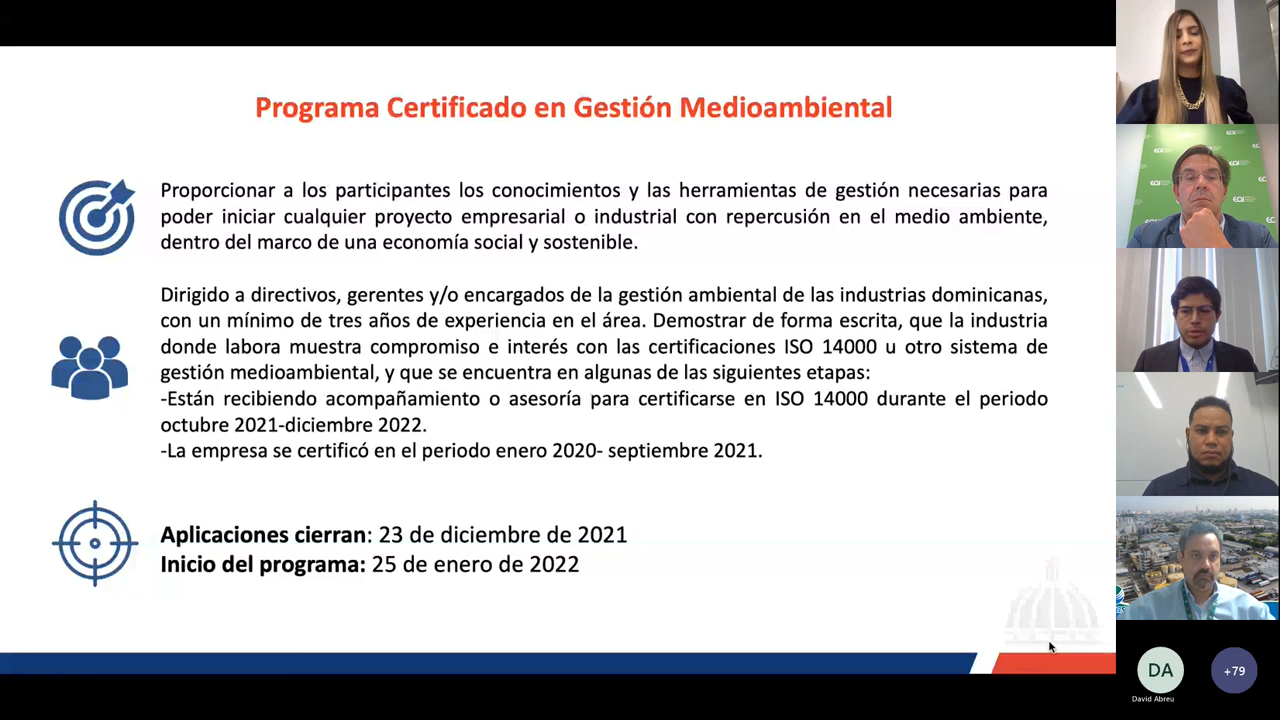 Programa Certificado en Gestión Medioambiental
Proporcionar a los participantes los conocimientos y las herramientas de gestión necesarias para
poder iniciar cualquier proyecto empresarial o industrial con repercusión en el medio ambiente,
dentro del marco de una economía social y sostenible.
Dirigido a directivos, gerentes y/o encargados de la gestión ambiental de las industrias dominicanas,
con un mínimo de tres años de experiencia en el área. Demostrar de forma escrita, que la industria
donde labora muestra compromiso e interés con las certificaciones ISO 14000 u otro sistema de
gestión medioambiental, y que se encuentra en algunas de las siguientes etapas:
-Están recibiendo acompañamiento o asesoría para certificarse en ISO 14000 durante el periodo
octubre 2021-diciembre 2022.
-La empresa se certificó en el periodo enero 2020- septiembre 2021.
Aplicaciones cierran: 23 de diciembre de 2021
Inicio del programa: 25 de enero de 2022
eoi
DA
David Abreu
+79